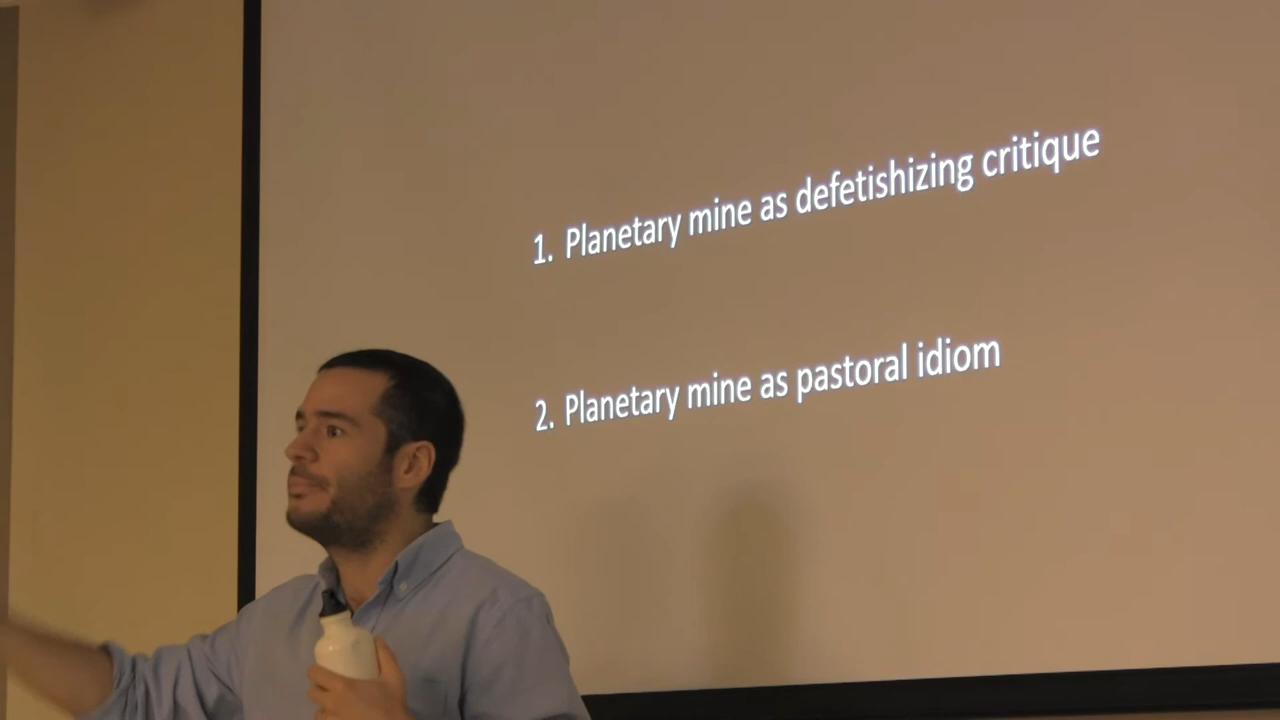 1. Planetary mine as defetishizing critique
2. Planetary mine as pastoral idiom